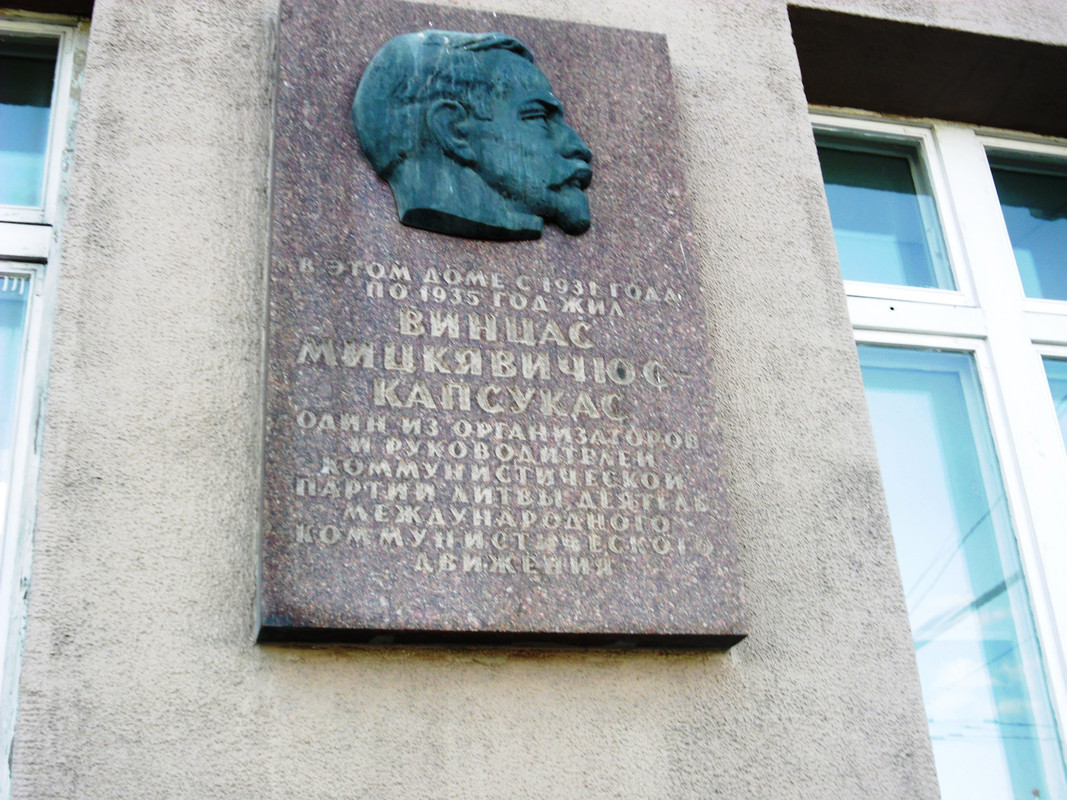 В ЭТОМ ДОМЕ С 1931 ГОДА
ПО 1935 ГОД ЖИЛ
ВИНЦАС
МИЦКЯВИЧЮС-
КАПСУКАС
ОДИН ИЗ ОРГАНИЗАТОРОВ
И РУКОВОДИТЕЛЕЙ
КОММУНИСТИЧЕСКОЙ
ПАРТИИ ЛИТВЫ, ДЕЯТЕЛЬ
МЕЖДУНАРОДНОГО
КОММУНИСТИЧЕСКОГО
ДВИЖЕНИЯ